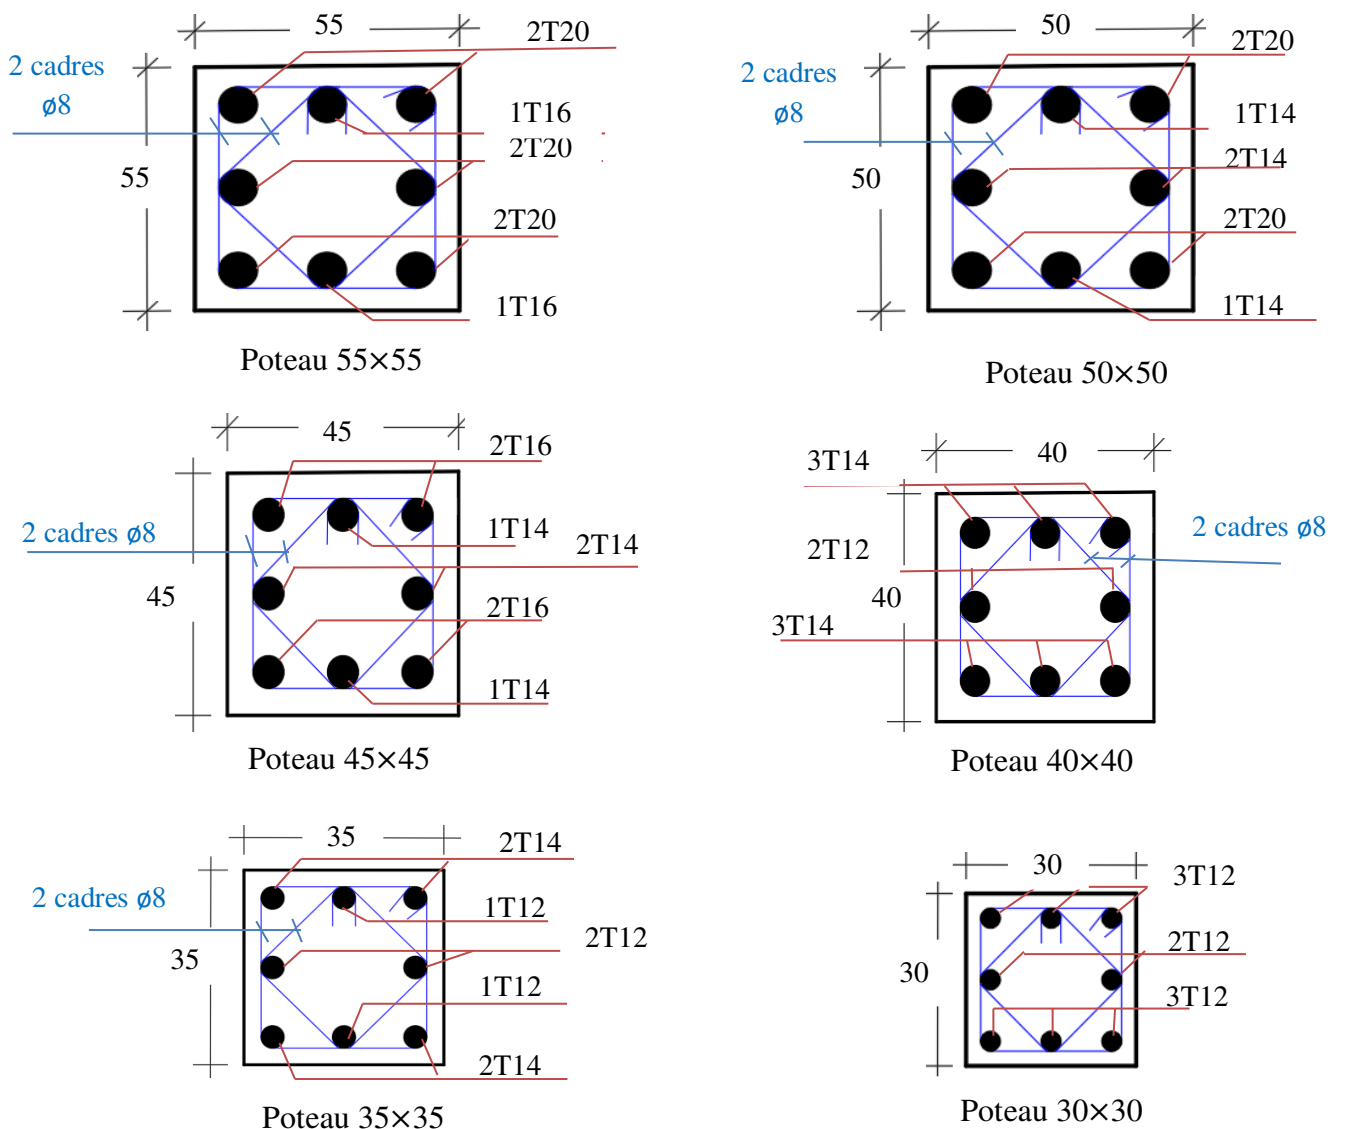 55
2T20
2 cadres
ø8
1T16
2T20
55
2T20
1T16
Poteau 55×55
50
2T20
2 cadres
ø8
1T14
2T14
50
2T20
1T14
Poteau 50×50
45
2T16
2 cadres ø8
1T14
2T14
45
2T16
1T14
Poteau 45×45
3T14
40
2 cadres ø8
2T12
40
3T14
Poteau 40×40
35
2T14
2 cadres ø8
1T12
2T12
35
1T12
2T14
Poteau 35×35
30
3T12
2T12
30
3T12
Poteau 30×30